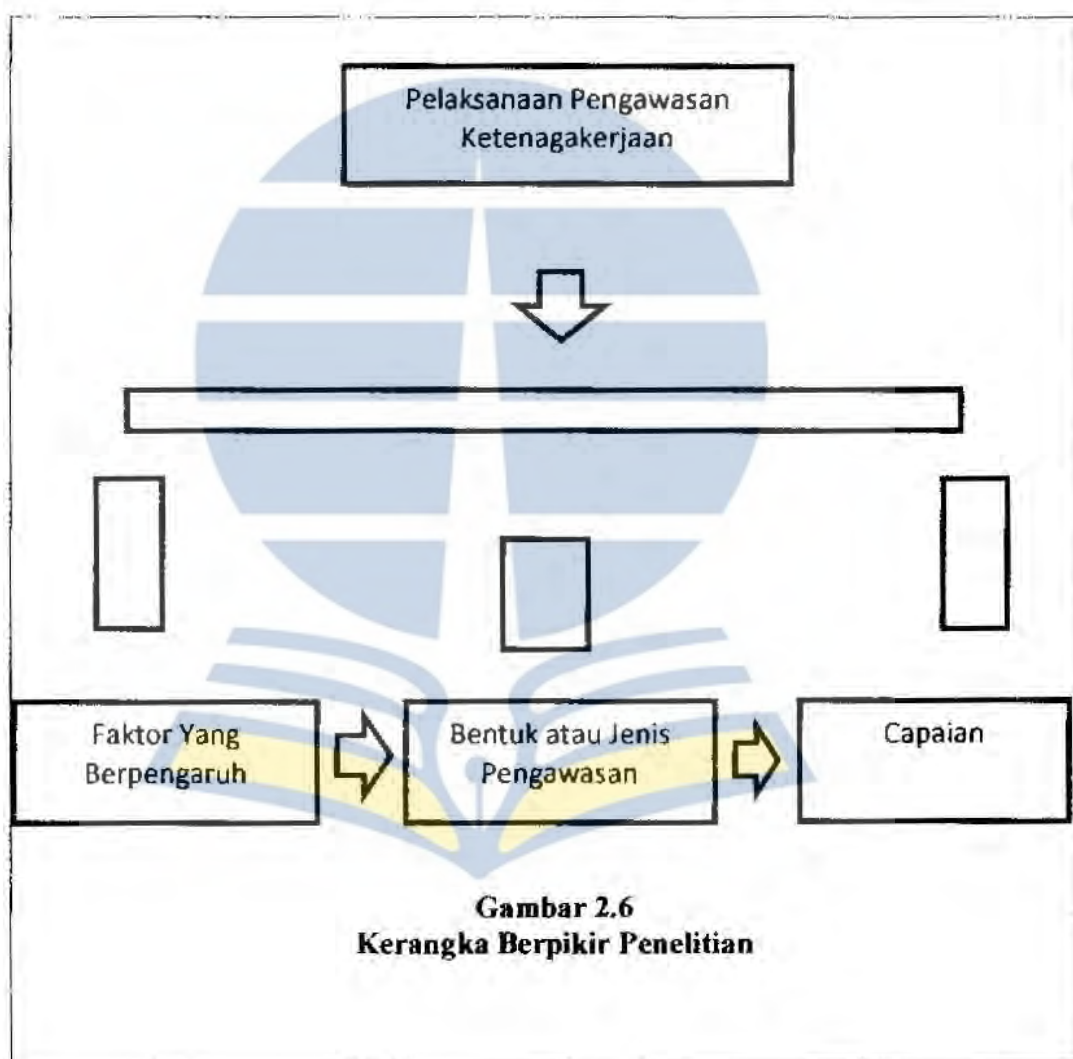 Pelaksanaan Pengawasan
Ketenagakerjaan
Faktor Yang
Berpengaruh
Bentuk atau Jenis
Pengawasan
Capaian
Gambar 2.6
Kerangka Berpikir Penelitian